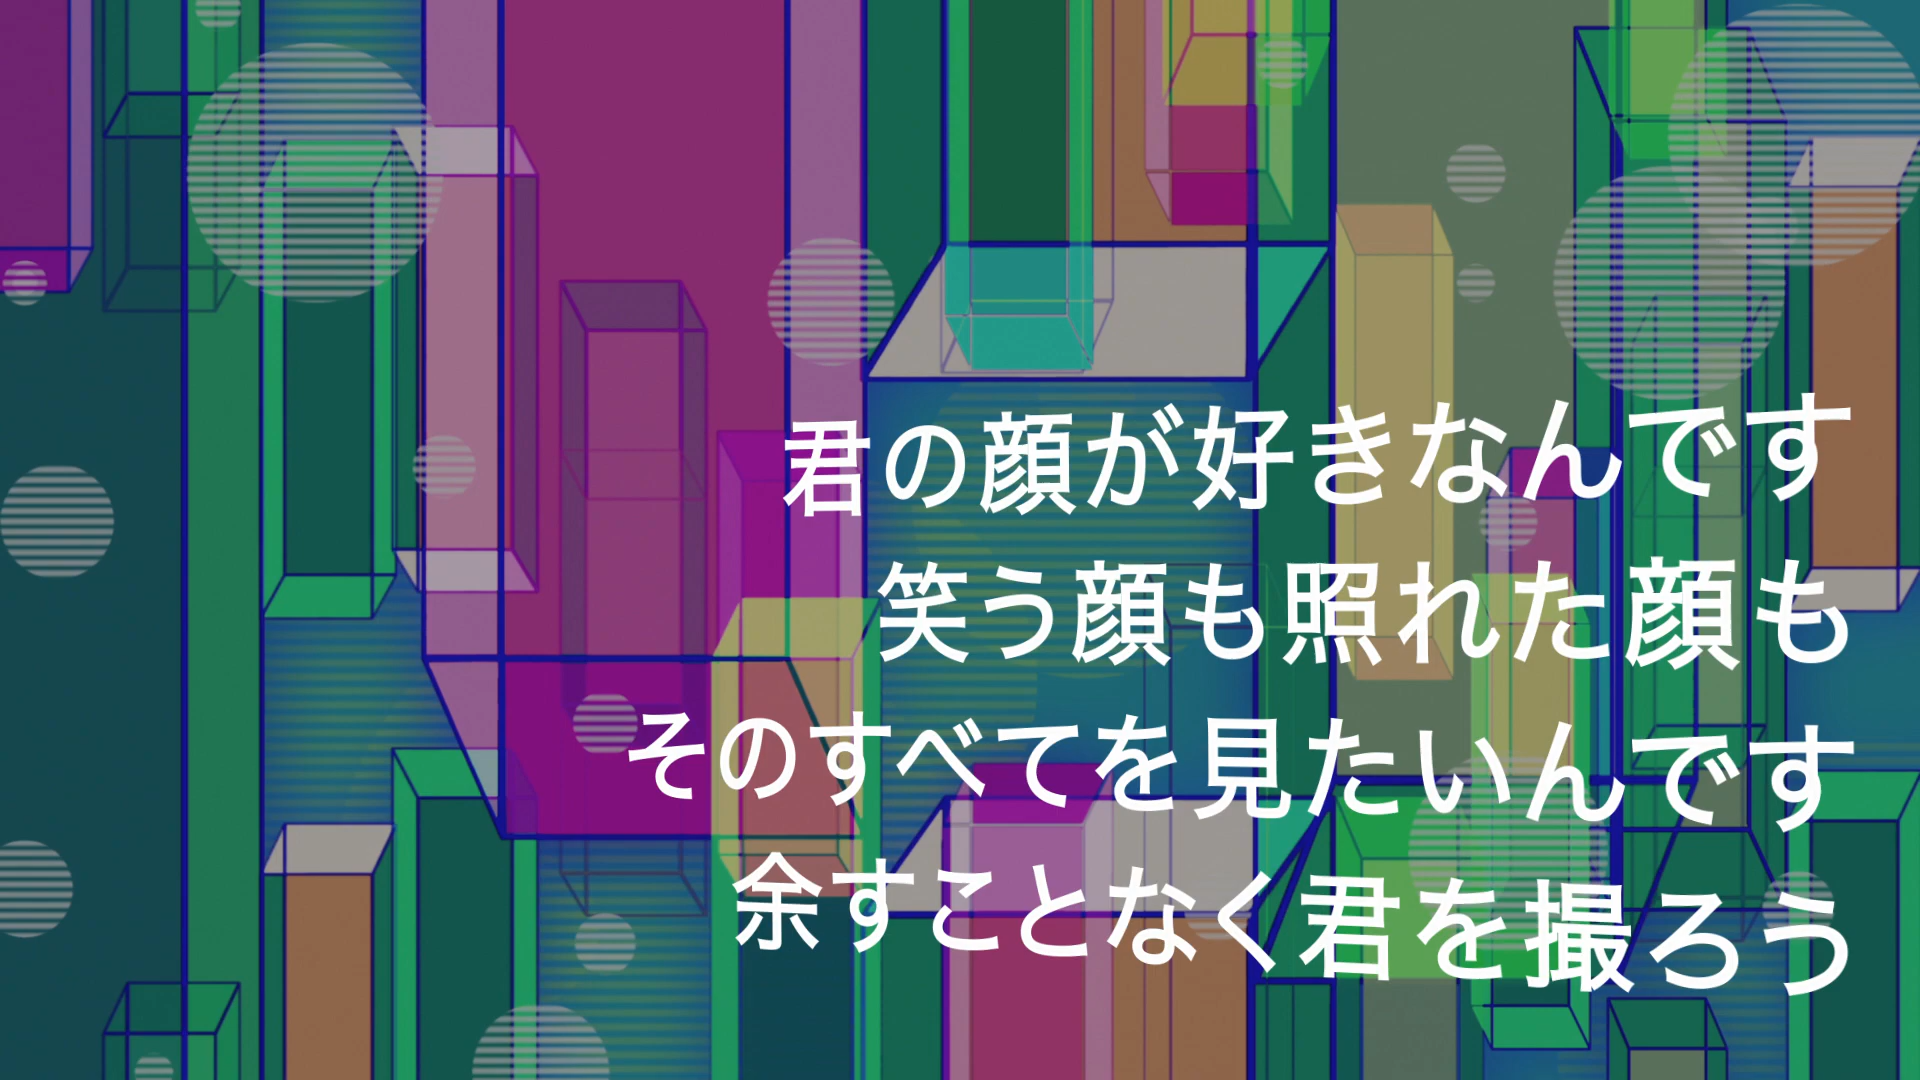 君の顔が好きなんです
笑う顔も照れた顔も
そのすべてを見たいんです
余すことなく君を撮ろう